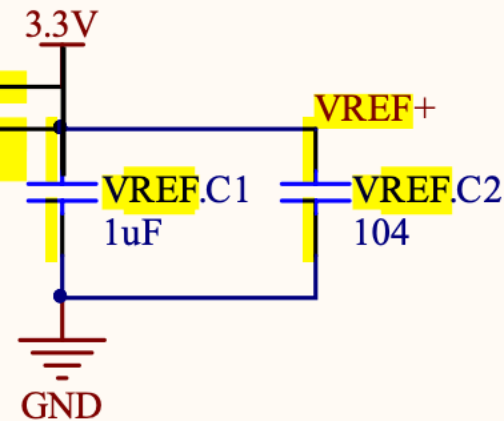 3.3V
VREF+
VREF.C1
VREF.C2
1uF
104
GND